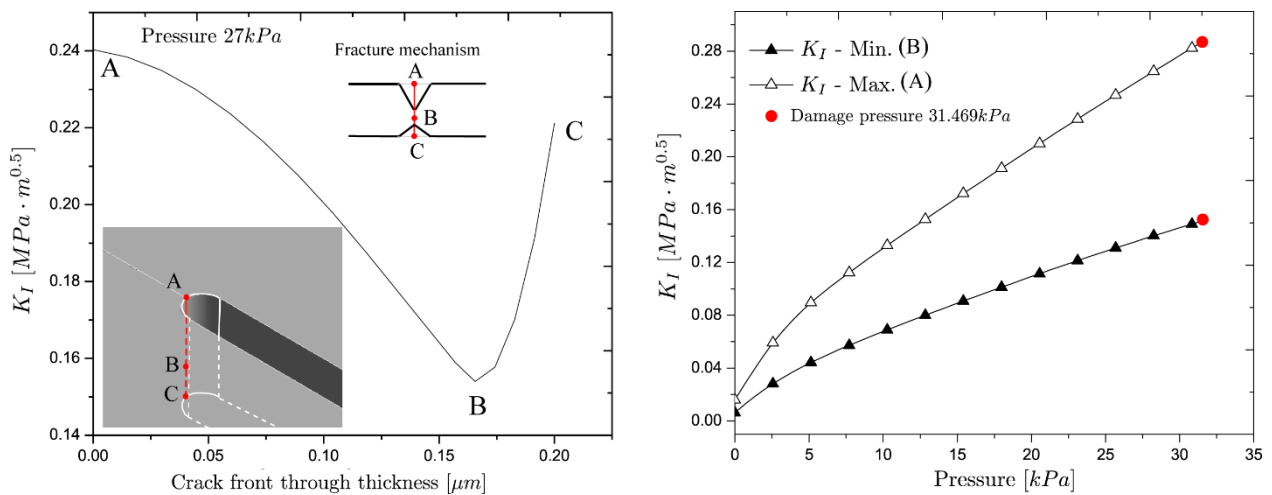 Pressure 27kPa
Fracture mechanism
A
B
C
A
B
C
A
B
C
0.24
0.22
0.20
0.18
0.16
0.14
K_I [MPa · m^0.5]
0.00
0.05
0.10
0.15
0.20
Crack front through thickness [μm]
K_I - Min. (B)
K_I - Max. (A)
Damage pressure 31.469kPa
0.28
0.24
0.20
0.16
0.12
0.08
0.04
0.00
K_I [MPa · m^0.5]
0
5
10
15
20
25
30
35
Pressure [kPa]